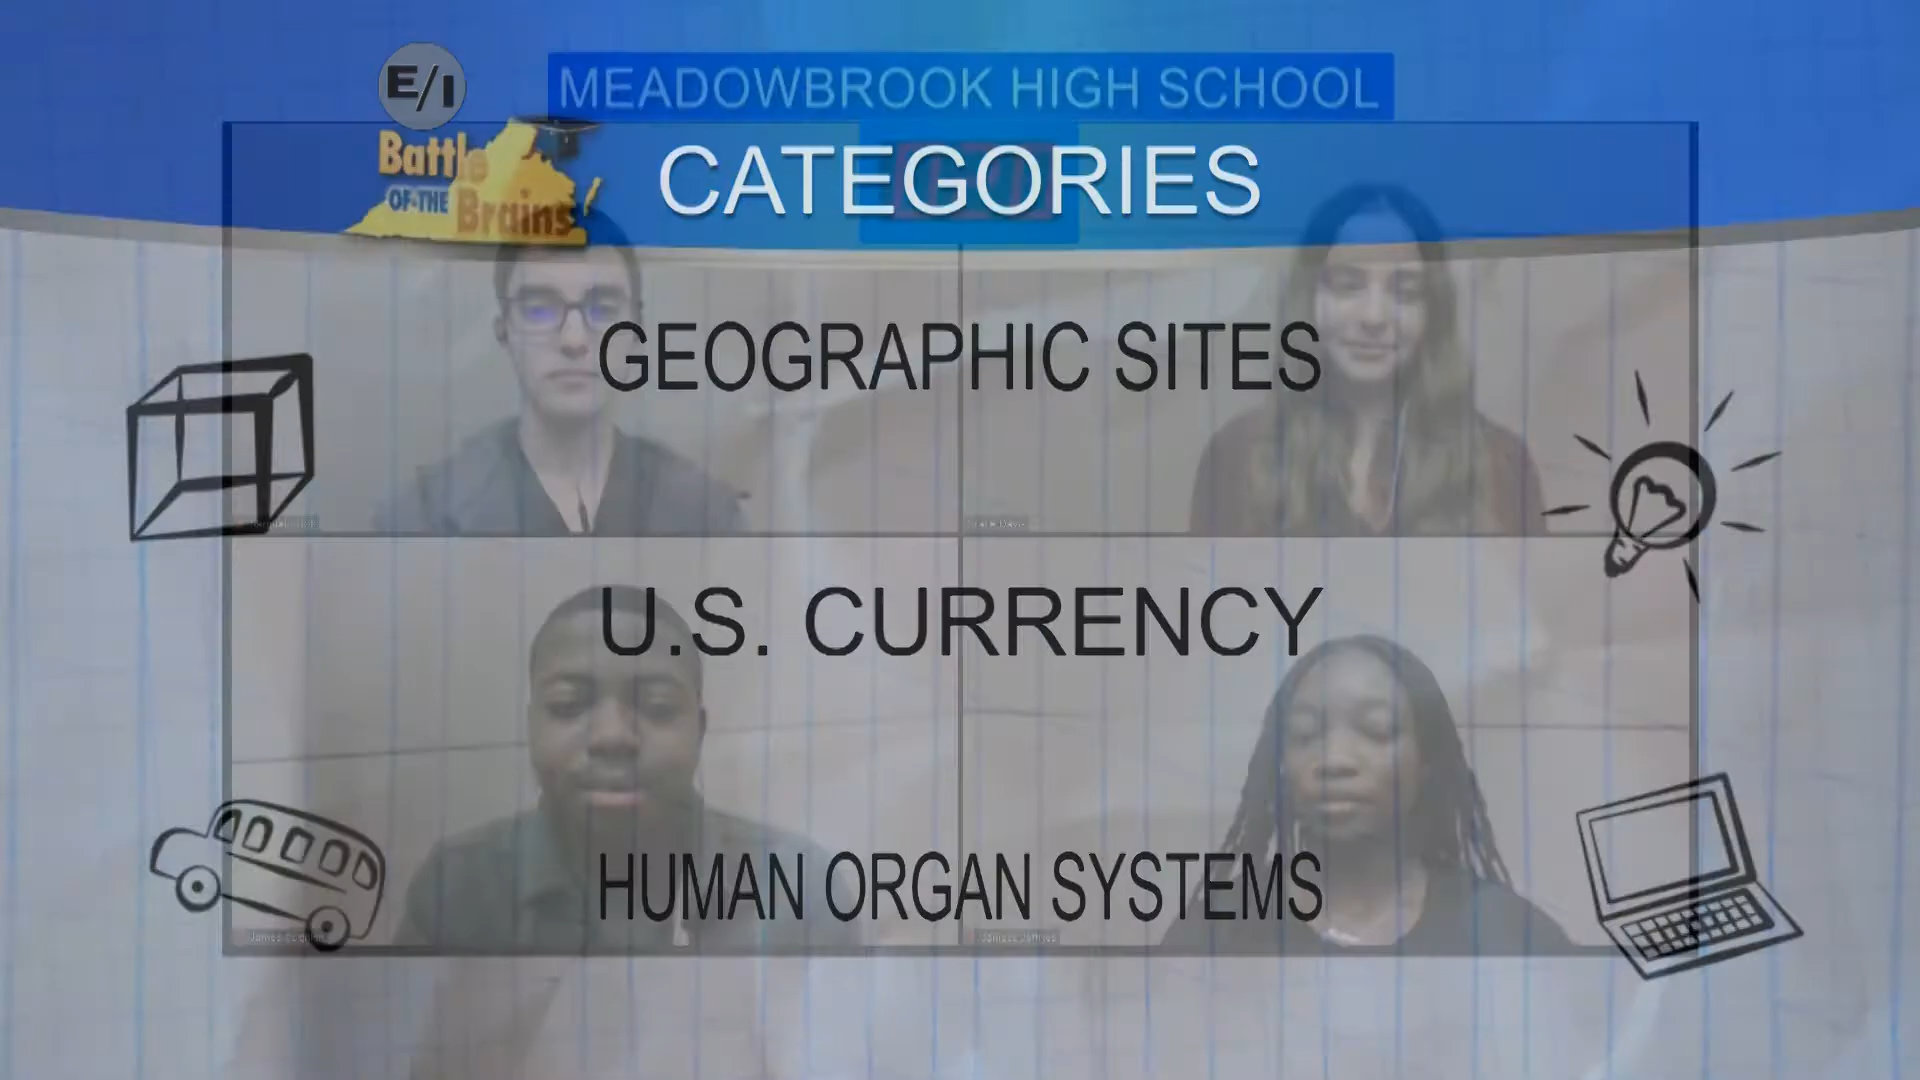 E/I
MEADOWBROOK HIGH SCHOOL
Battle
OF THE
Brains
CATEGORIES
GEOGRAPHIC SITES
U.S. CURRENCY
HUMAN ORGAN SYSTEMS